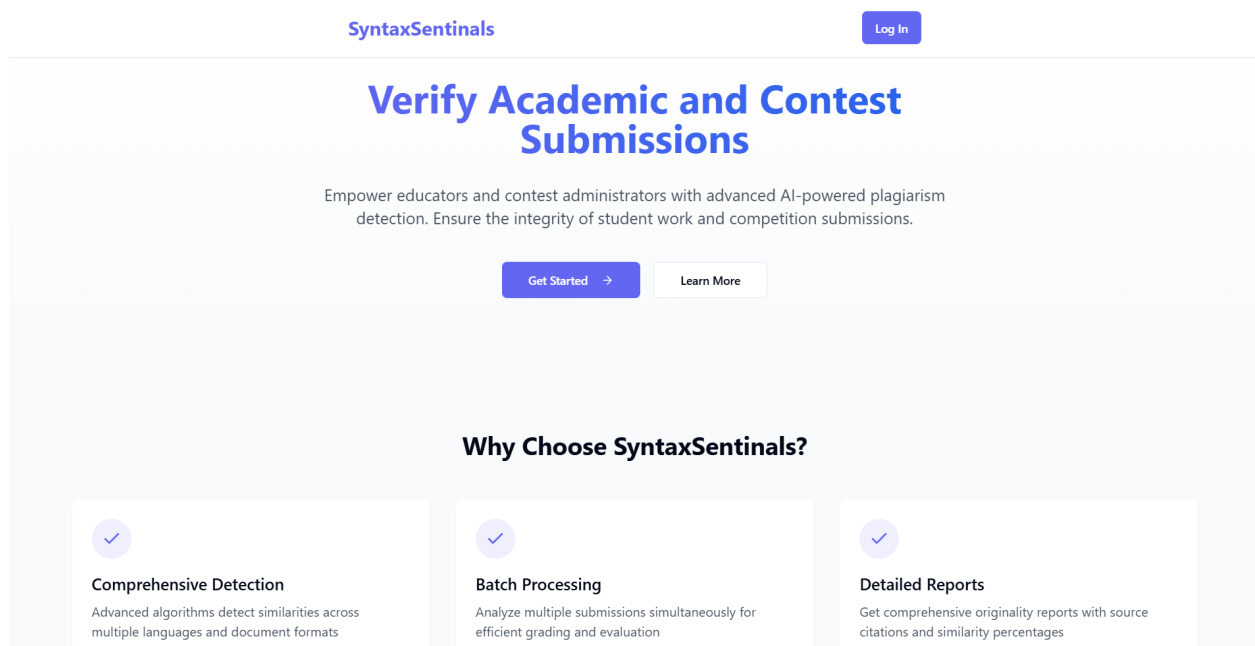 SyntaxSentinals
Log In
Verify Academic and Contest
Submissions
Empower educators and contest administrators with advanced AI-powered plagiarism
detection. Ensure the integrity of student work and competition submissions.
Get Started →
Learn More
Why Choose SyntaxSentinals?
Comprehensive Detection
Advanced algorithms detect similarities across
multiple languages and document formats
Batch Processing
Analyze multiple submissions simultaneously for
efficient grading and evaluation
Detailed Reports
Get comprehensive originality reports with source
citations and similarity percentages